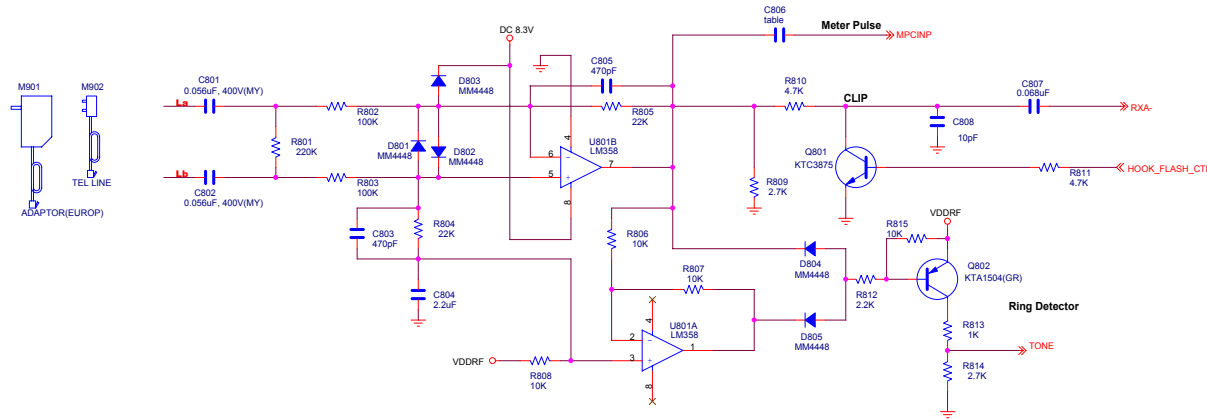 M901
M902
ADAPTOR(EUROP)
TEL LINE
La
Lb
C801
0.056uF, 400V(MY)
C802
0.056uF, 400V(MY)
R801
220K
R802
100K
R803
100K
DC 8.3V
D803
MM4448
D801
MM4448
D802
MM4448
C803
470pF
R804
22K
C804
2.2uF
C805
470pF
R805
22K
4
6
5
7
8
U801B
LM358
C806
table
Meter Pulse
MPCINP
R810
4.7K
CLIP
C807
0.068uF
RXA-
C808
10pF
Q801
KTC3875
R809
2.7K
R811
4.7K
HOOK_FLASH_CTI
R806
10K
R807
10K
U801A
LM358
4
2
3
1
8
VDDRF
R808
10K
D804
MM4448
D805
MM4448
R812
2.2K
R815
10K
VDDRF
Q802
KTA1504(GR)
Ring Detector
R813
1K
TONE
R814
2.7K